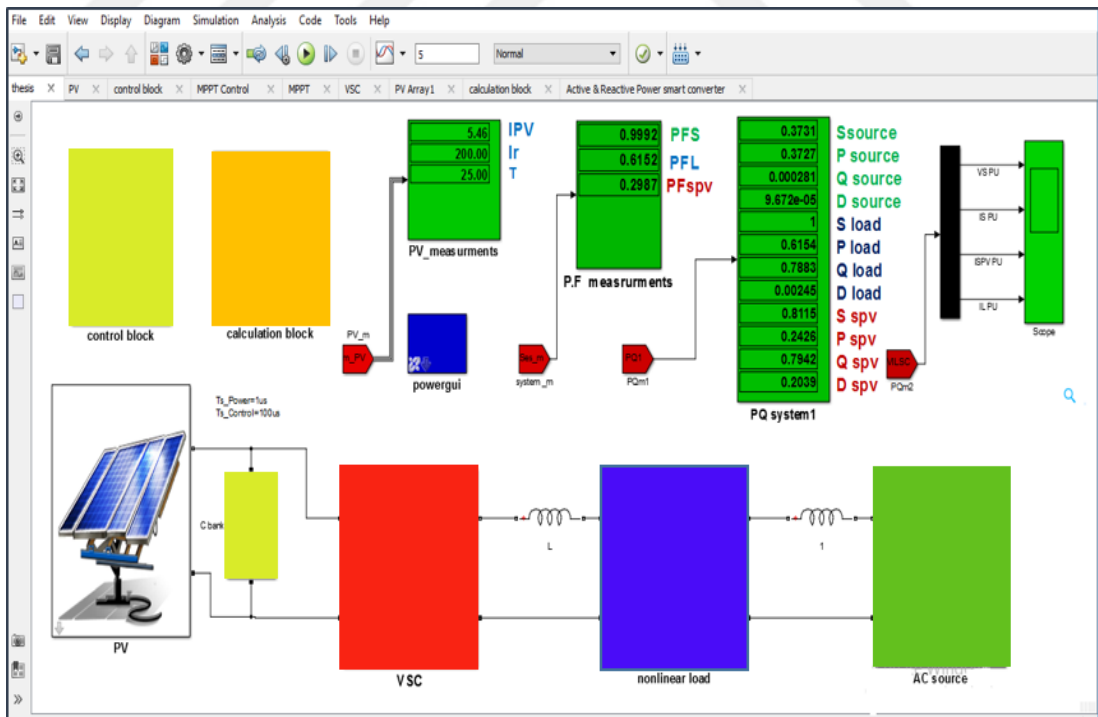 File Edit View Display Diagram Simulation Analysis Code Tools Help
5 Normal
thesis PV control block MPPT Control MPPT VSC PV Array1 calculation block Active & Reactive Power smart converter
control block
calculation block
5.46 IPV
200.00 Ir
25.00 T
PV_measurments
0.9992 PFS
0.6152 PFL
0.2987 PFspv
P.F measrurments
0.3731 Ssource
0.3727 P source
0.000281 Q source
9.672e-05 D source
1 S load
0.6154 P load
0.7883 Q load
0.00245 D load
0.8115 S spv
0.2426 P spv
0.7942 Q spv
0.2039 D spv
PQ system1
VS PU
IS PU
ISPV PU
IL PU
Scope
PV_m
powergui
system _m
PQ1
PQm1
PQm2
Ts_Power=1us
Ts_Control=100us
C bank
PV
VSC
L
nonlinear load
1
AC source